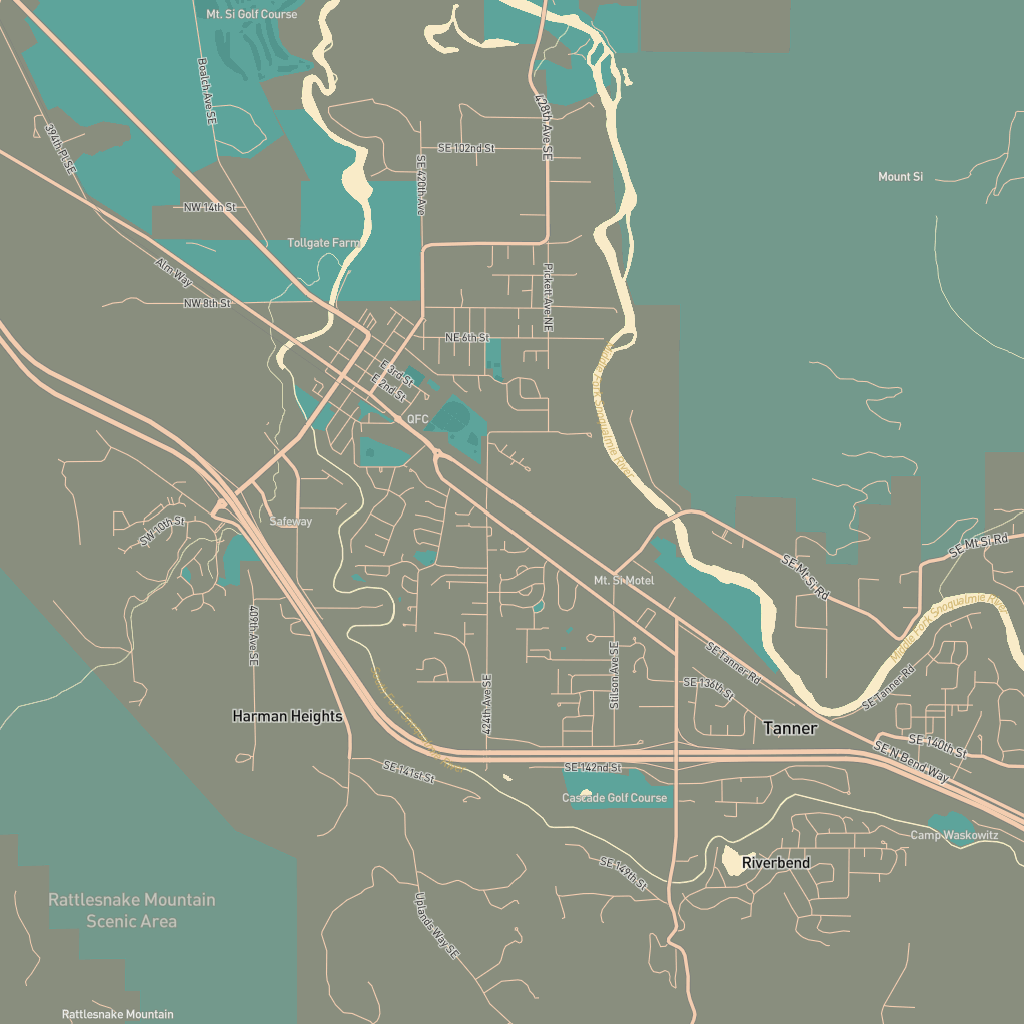 Mt. Si Golf Course
Boalch Ave SE
428th Ave SE
394th Pl SE
SE 102nd St
SE 420th Ave
Mount Si
NW 14th St
Tollgate Farm
Alm Way
Pickett Ave NE
NW 8th St
NE 6th St
E 3rd St
E 2nd St
QFC
Safeway
SW 10th St
SE Mt Si Rd
Mt. Si Motel
SE Mt Si Rd
Middle Fork Snoqualmie River
409th Ave SE
SE Tanner Rd
Stilson Ave SE
SE 136th St
SE Tanner Rd
424th Ave SE
Harman Heights
Tanner
SE 140th St
SE N Bend Way
SE 141st St
SE 142nd St
Cascade Golf Course
Camp Waskowitz
Riverbend
SE 149th St
Rattlesnake Mountain
Scenic Area
Uplands Way SE
Rattlesnake Mountain